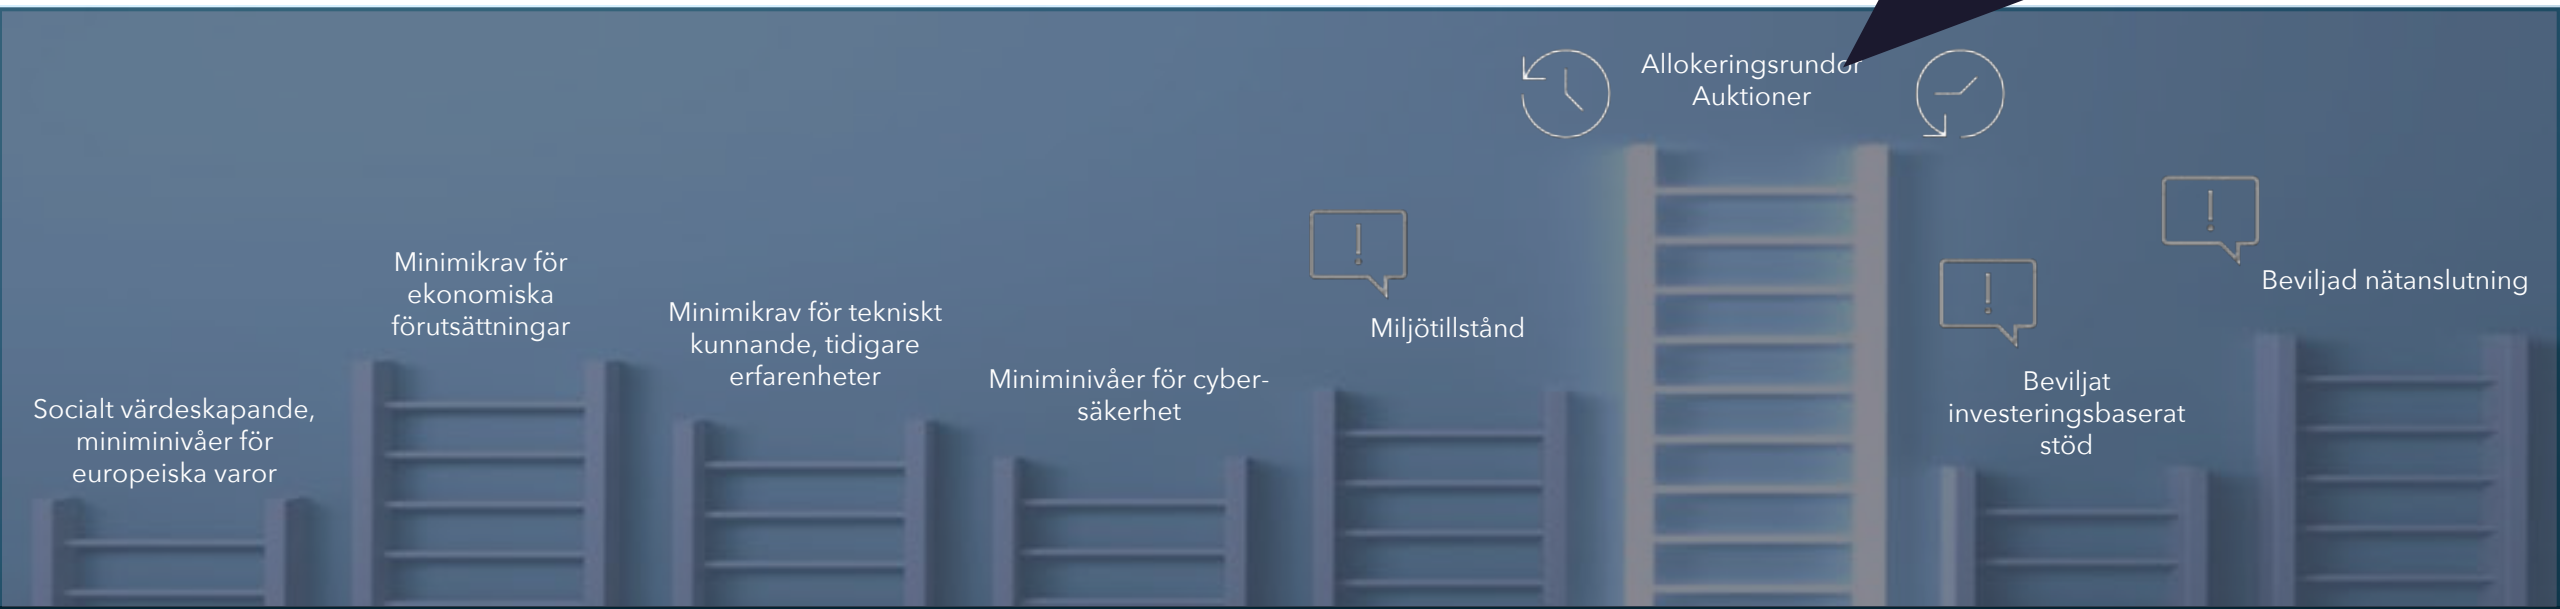 Socialt värdeskapande,
miniminivåer för
europeiska varor
Minimikrav för
ekonomiska
förutsättningar
Minimikrav för tekniskt
kunnande, tidigare
erfarenheter
Miniminivåer för cyber-
säkerhet
Miljötillstånd
Allokeringsrundor
Auktioner
Beviljat
investeringsbaserat
stöd
Beviljad nätanslutning